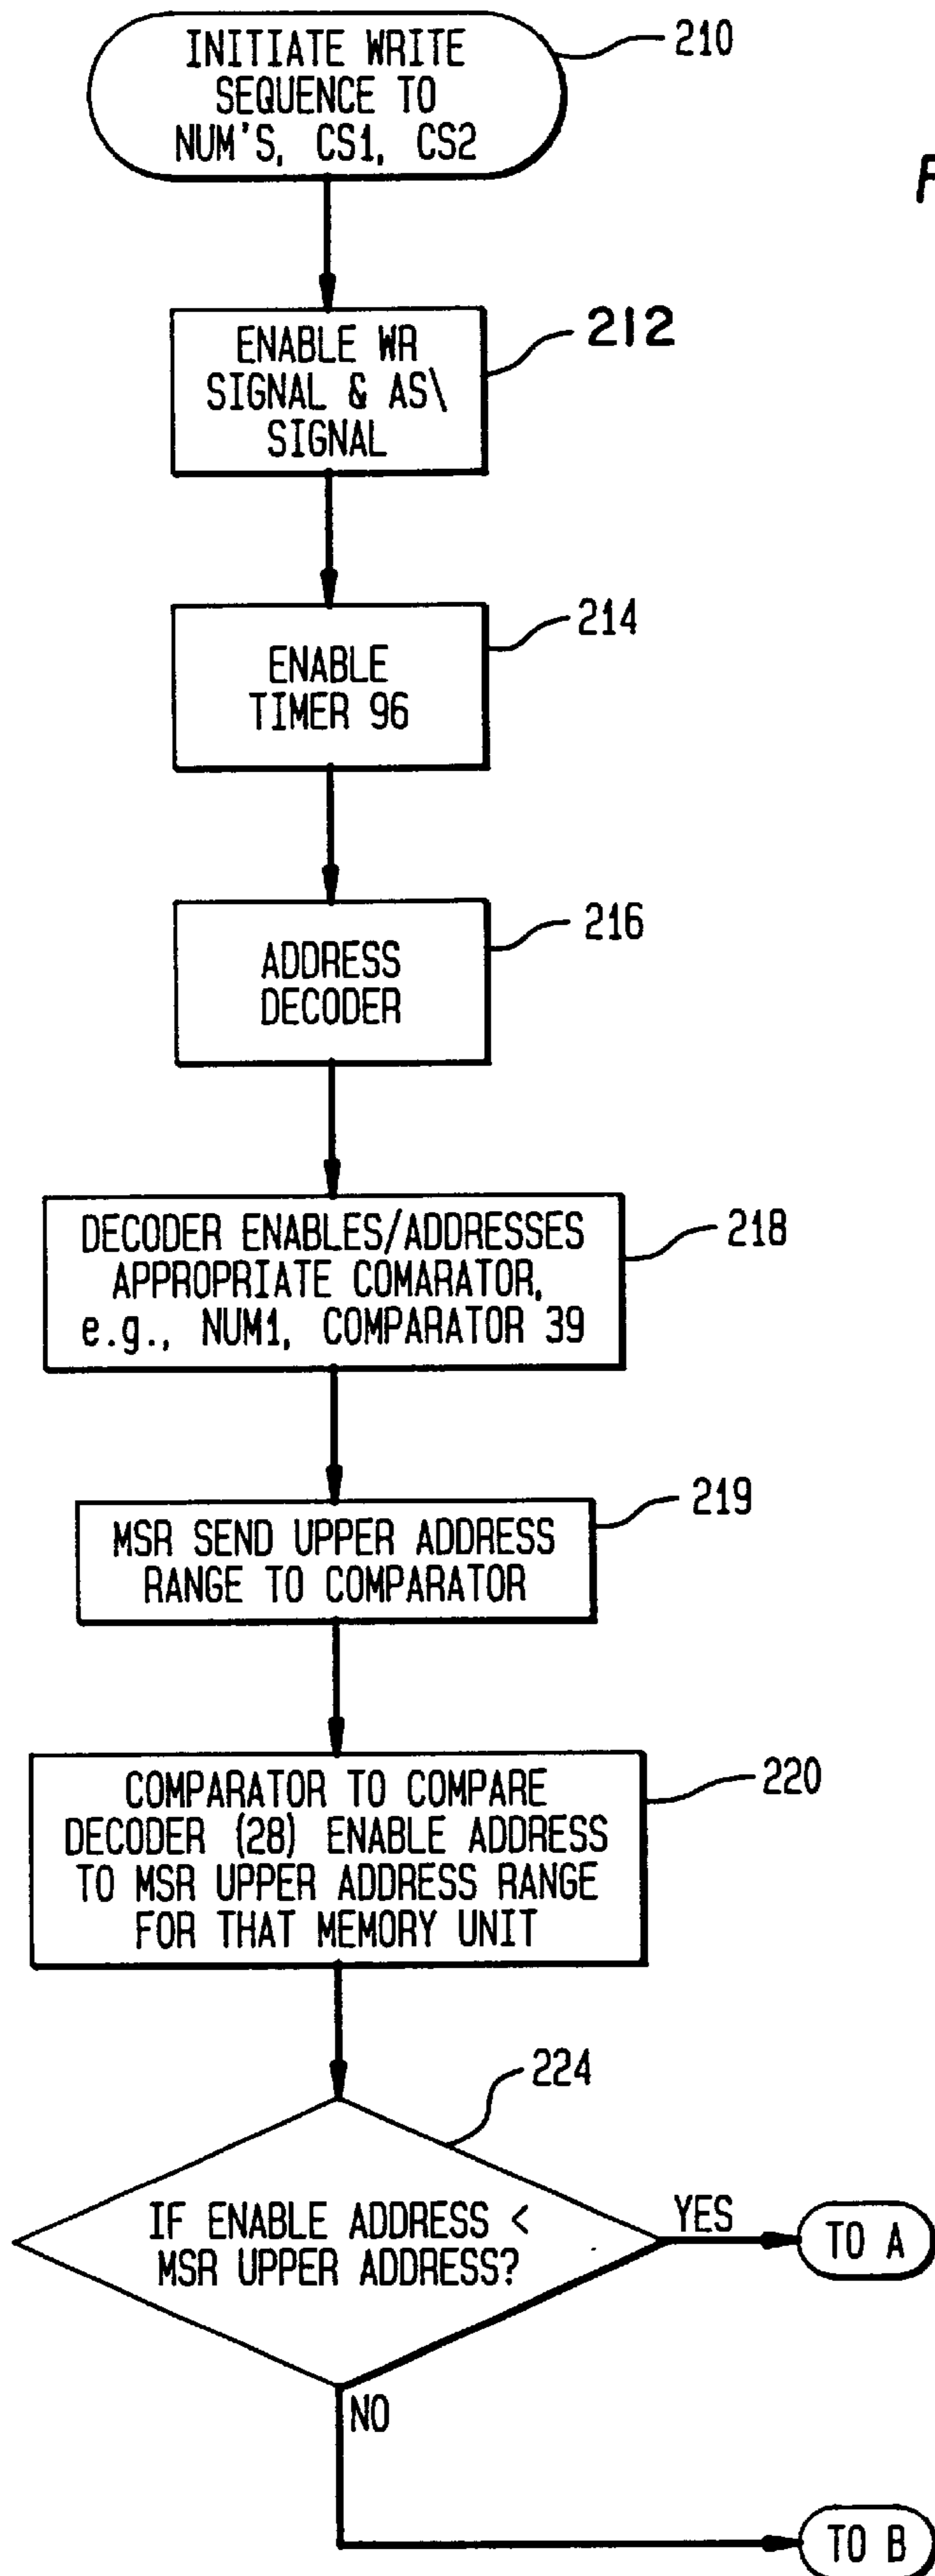 INITIATE WRITE
SEQUENCE TO
NUM'S, CS1, CS2
210
F
ENABLE WR
SIGNAL & AS\
SIGNAL
212
ENABLE
TIMER 96
214
ADDRESS
DECODER
216
DECODER ENABLES/ADDRESSES
APPROPRIATE COMARATOR,
e.g., NUM1, COMPARATOR 39
218
MSR SEND UPPER ADDRESS
RANGE TO COMPARATOR
219
COMPARATOR TO COMPARE
DECODER (28) ENABLE ADDRESS
TO MSR UPPER ADDRESS RANGE
FOR THAT MEMORY UNIT
220
224
IF ENABLE ADDRESS <
MSR UPPER ADDRESS?
YES
TO A
NO
TO B